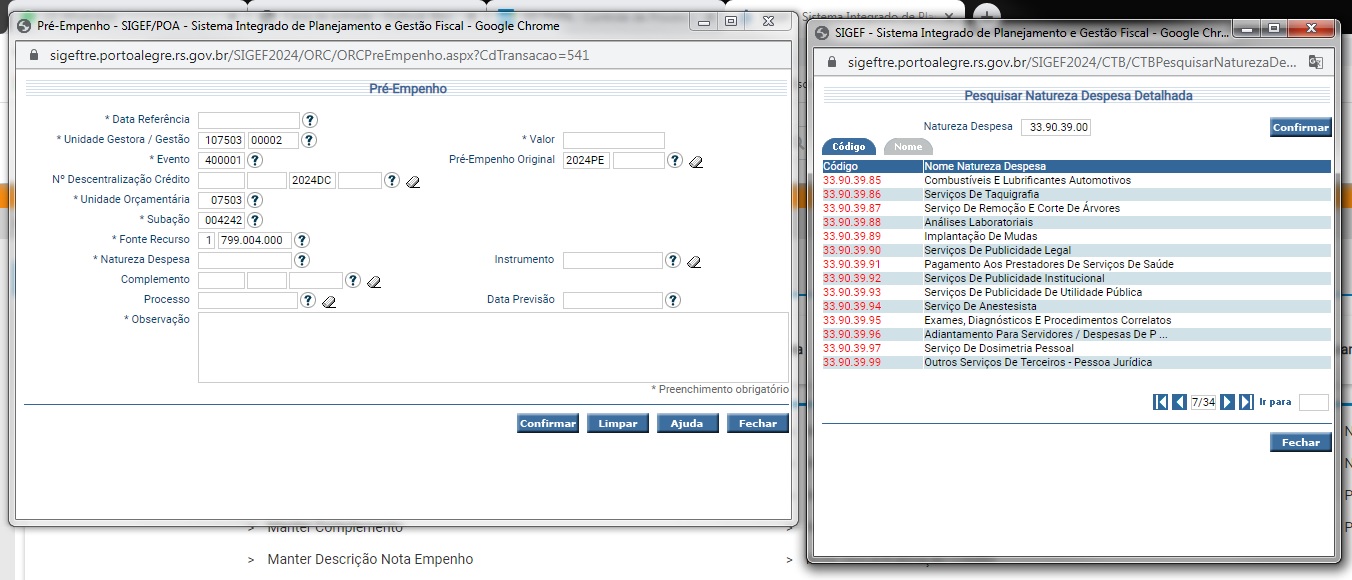 Pré-Empenho - SIGEF/POA - Sistema Integrado de Planejamento e Gestão Fiscal - Google Chrome
sigeftre.portoalegre.rs.gov.br/SIGEF2024/ORC/ORCPreEmpenho.aspx?CdTransacao=541
Pré-Empenho
* Data Referência ?
* Unidade Gestora / Gestão 107503 00002 ? * Valor
* Evento 400001 ? Pré-Empenho Original 2024PE ?
Nº Descentralização Crédito 2024DC ?
* Unidade Orçamentária 07503 ?
* Subação 004242 ?
* Fonte Recurso 1 799.004.000 ?
* Natureza Despesa ? Instrumento ?
Complemento ?
Processo ? Data Previsão ?
* Observação
* Preenchimento obrigatório
Confirmar Limpar Ajuda Fechar
> Manter Complemento >
> Manter Descrição Nota Empenho >
Sistema Integrado de Pla
SIGEF - Sistema Integrado de Planejamento e Gestão Fiscal - Google Chr...
sigeftre.portoalegre.rs.gov.br/SIGEF2024/CTB/CTBPesquisarNaturezaDe...
Pesquisar Natureza Despesa Detalhada
Natureza Despesa 33.90.39.00 Confirmar
Código Nome
Código Nome Natureza Despesa
33.90.39.85 Combustíveis E Lubrificantes Automotivos
33.90.39.86 Serviços De Taquigrafia
33.90.39.87 Serviço De Remoção E Corte De Árvores
33.90.39.88 Análises Laboratoriais
33.90.39.89 Implantação De Mudas
33.90.39.90 Serviços De Publicidade Legal
33.90.39.91 Pagamento Aos Prestadores De Serviços De Saúde
33.90.39.92 Serviços De Publicidade Institucional
33.90.39.93 Serviços De Publicidade De Utilidade Pública
33.90.39.94 Serviço De Anestesista
33.90.39.95 Exames, Diagnósticos E Procedimentos Correlatos
33.90.39.96 Adiantamento Para Servidores / Despesas De P ...
33.90.39.97 Serviço De Dosimetria Pessoal
33.90.39.99 Outros Serviços De Terceiros - Pessoa Jurídica
7/34 Ir para
Fechar